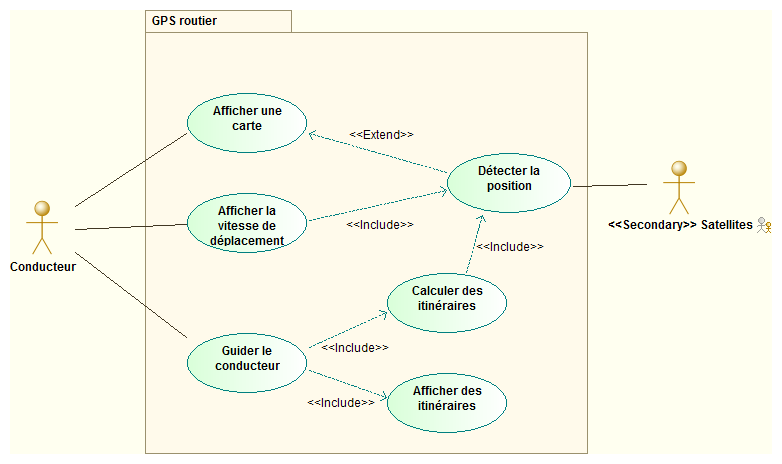 GPS routier
Afficher une
carte
<<Extend>>
Détecter la
position
Afficher la
vitesse de
déplacement
<<Include>>
<<Secondary>> Satellites
<<Include>>
Conducteur
Calculer des
itinéraires
Guider le
conducteur
<<Include>>
Afficher des
itinéraires
<<Include>>